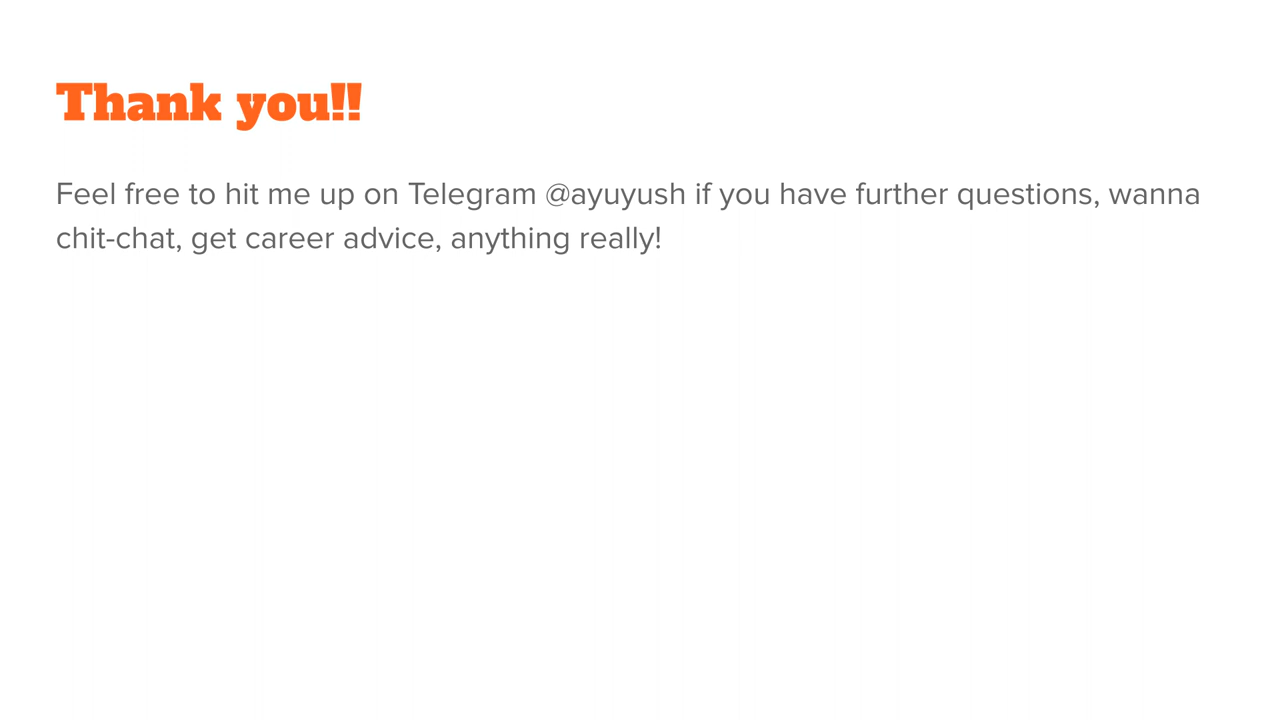 Thank you!!
Feel free to hit me up on Telegram @ayuyush if you have further questions, wanna
chit-chat, get career advice, anything really!